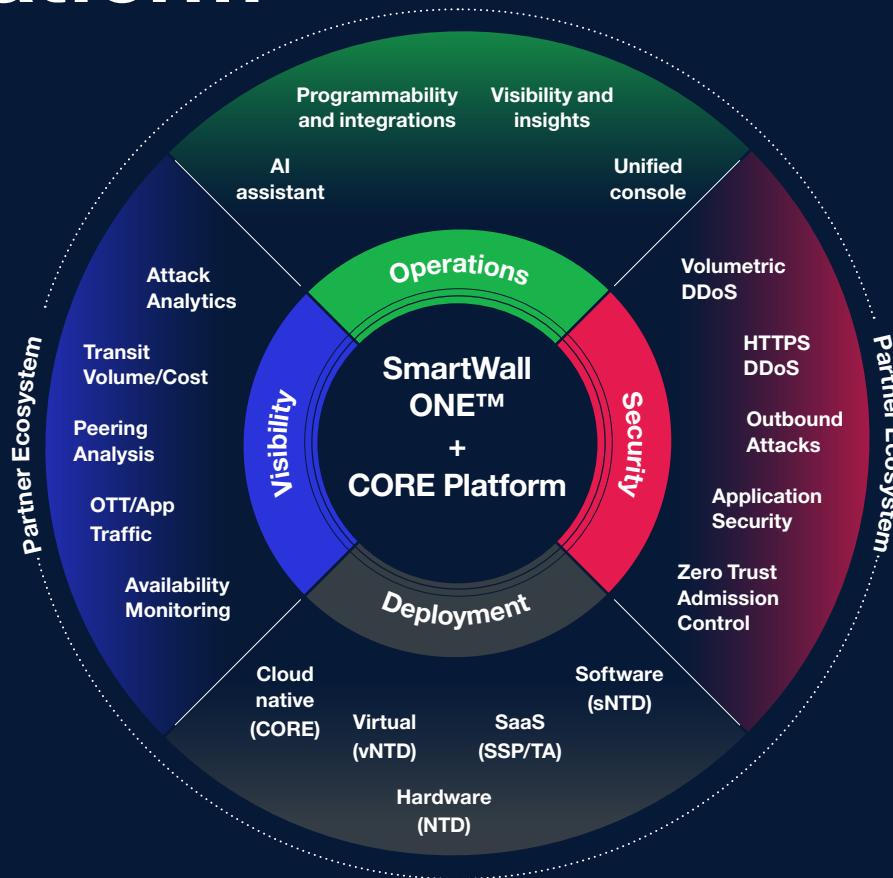 Programmability
and integrations
Visibility and
insights
AI
assistant
Unified
console
Operations
Attack
Analytics
Transit
Volume/Cost
Peering
Analysis
OTT/App
Traffic
Availability
Monitoring
Visibility
SmartWall
ONE™
+
CORE Platform
Security
Volumetric
DDoS
HTTPS
DDoS
Outbound
Attacks
Application
Security
Zero Trust
Admission
Control
Deployment
Cloud
native
(CORE)
Virtual
(vNTD)
SaaS
(SSP/TA)
Software
(sNTD)
Hardware
(NTD)
Partner Ecosystem
Partner Ecosystem